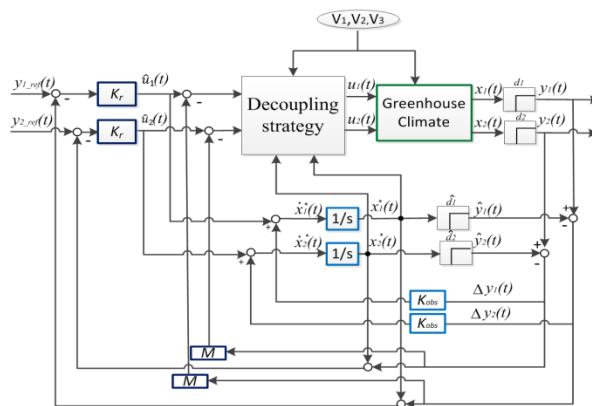 V1,V2,V3
y1_ref(t)
Kr
û1(t)
y2_ref(t)
Kr
û2(t)
Decoupling
strategy
u1(t)
u2(t)
Greenhouse
Climate
x1(t)
d1
y1(t)
x2(t)
d2
y2(t)
ẋ1*(t)
1/s
x1*(t)
d̂1
ŷ1(t)
ẋ2*(t)
1/s
x2*(t)
d̂2
ŷ2(t)
Kobs
Δy1(t)
Kobs
Δy2(t)
M
M